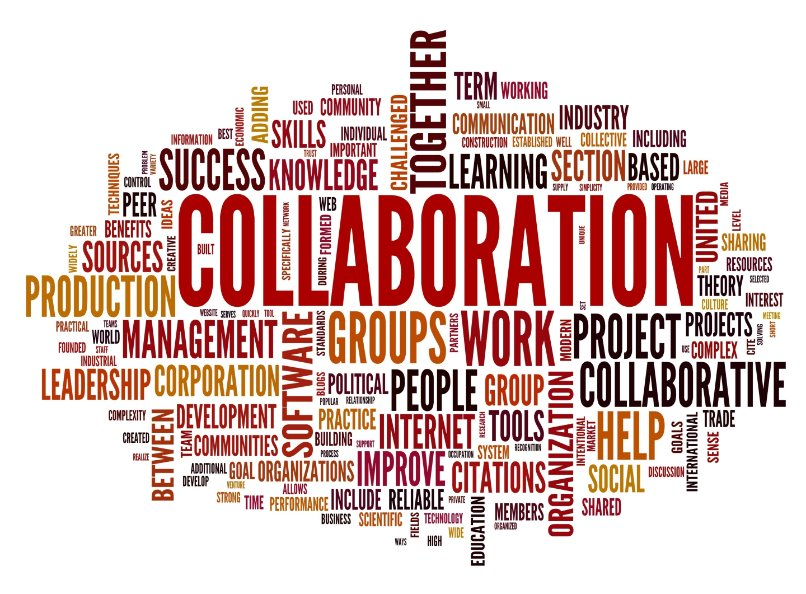 TOGETHER
TERM
WORKING
SMALL
PERSONAL
USED
COMMUNITY
ADDING
ECONOMIC
CHALLENGED
COMMUNICATION
INDUSTRY
INFORMATION
BEST
SKILLS
INDIVIDUAL
TRUST
IMPORTANT
CONSTRUCTION
ESTABLISHED
WELL
COLLECTIVE
INCLUDING
TECHNIQUES
PROBLEM
VARIETY
CONTROL
SUCCESS
KNOWLEDGE
LEARNING
SECTION
BASED
LARGE
SUPPLY
SIMPLICITY
PROVIDED
OPERATING
PEER
IDEAS
GREATER
BENEFITS
WIDELY
SOURCES
CREATIVE
BUILT
COLLABORATION
SPECIFICALLY
NETWORK
WEB
DURING
FORMED
UNIQUE
UNITED
MEDIA
LEVEL
SHARING
PART
RESOURCES
THEORY
SELECTED
CULTURE
INTEREST
PRODUCTION
WEBSITE
SERVES
QUICKLY
TOOL
SET
PRACTICAL
TEAMS
WORLD
FOUNDED
STAFF
INDUSTRIAL
MANAGEMENT
SOFTWARE
STANDARDS
GROUPS
PARTNERS
WORK
MODERN
PROJECT
PROJECTS
USE
COMPLEX
CITE
SOLVING
MEETING
SHORT
LEADERSHIP
CORPORATION
BLOGS
POLITICAL
POPULAR
RELATIONSHIP
PEOPLE
GROUP
ORGANIZATION
COLLABORATIVE
COMPLEXITY
BETWEEN
DEVELOPMENT
PRACTICE
INTERNET
RESEARCH
TOOLS
RECOGNITION
INTENTIONAL
MARKET
HELP
GOALS
INTERNATIONAL
TRADE
SENSE
CREATED
TEAM
COMMUNITIES
BUILDING
SUPPORT
PROCESS
OCCUPATION
SYSTEM
REALIZE
ADDITIONAL
DEVELOP
GOAL
ORGANIZATIONS
IMPROVE
CITATIONS
SOCIAL
DISCUSSION
VENTURE
STRONG
TIME
ALLOWS
PERFORMANCE
INCLUDE
RELIABLE
PRIVATE
EDUCATION
MEMBERS
ORGANIZED
SHARED
BUSINESS
SCIENTIFIC
FIELDS
TECHNOLOGY
WIDE
WAYS
HIGH